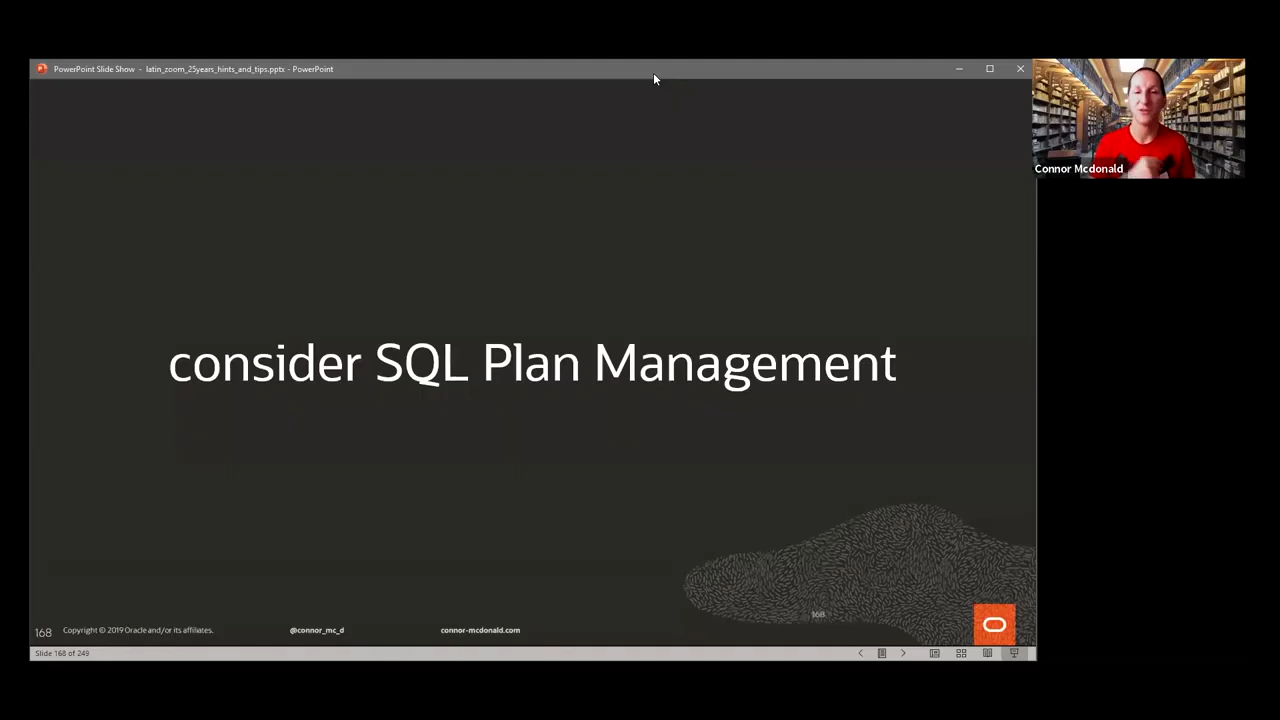 PowerPoint Slide Show - latin_zoom_25years_hints_and_tips.pptx - PowerPoint
Connor Mcdonald
consider SQL Plan Management
168
168 Copyright © 2019 Oracle and/or its affiliates. @connor_mc_d connor-mcdonald.com
Slide 168 of 249